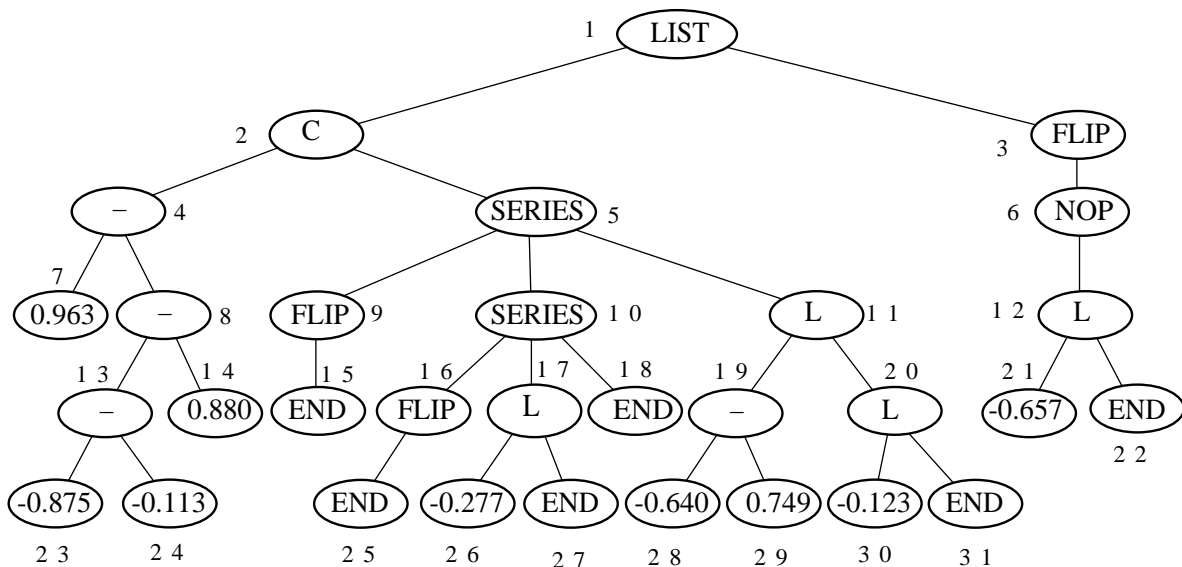 1 LIST
2 C
3 FLIP
– 4
SERIES 5
6 NOP
7
0.963
– 8
FLIP 9
SERIES 10
L 11
12 L
13
14
15
16
17
18
19
20
21
–
0.880
END
FLIP
L
END
–
L
-0.657
END
22
-0.875
-0.113
END
-0.277
END
-0.640
0.749
-0.123
END
23
24
25
26
27
28
29
30
31